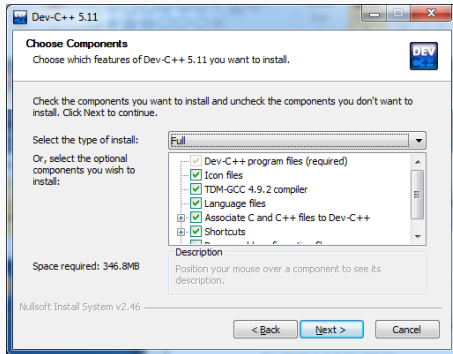 Dev-C++ 5.11
Choose Components
Choose which features of Dev-C++ 5.11 you want to install.
DEV
C++
Check the components you want to install and uncheck the components you don't want to
install. Click Next to continue.
Select the type of install:
Full
Or, select the optional
components you wish to
install:
Dev-C++ program files (required)
Icon files
TDM-GCC 4.9.2 compiler
Language files
Associate C and C++ files to Dev-C++
Shortcuts
Description
Space required: 346.8MB
Position your mouse over a component to see its
description.
Nullsoft Install System v2.46
< Back
Next >
Cancel